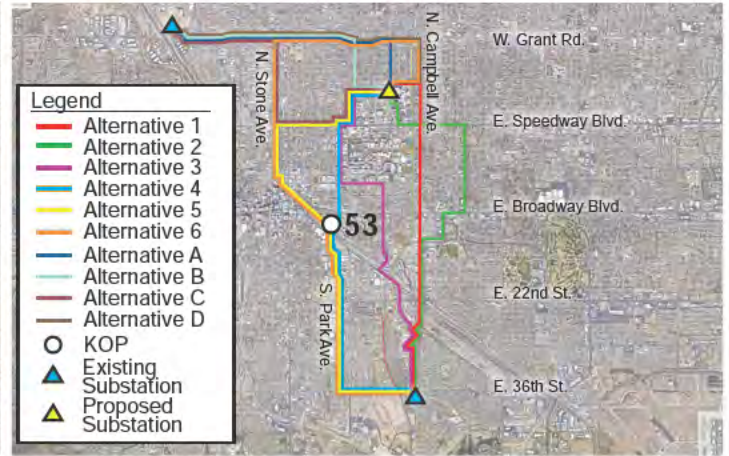 W. Grant Rd.
N. Campbell Ave.
N. Stone Ave.
E. Speedway Blvd.
E. Broadway Blvd.
53
E. 22nd St.
S. Park Ave.
E. 36th St.
Legend
Alternative 1
Alternative 2
Alternative 3
Alternative 4
Alternative 5
Alternative 6
Alternative A
Alternative B
Alternative C
Alternative D
KOP
Existing
Substation
Proposed
Substation